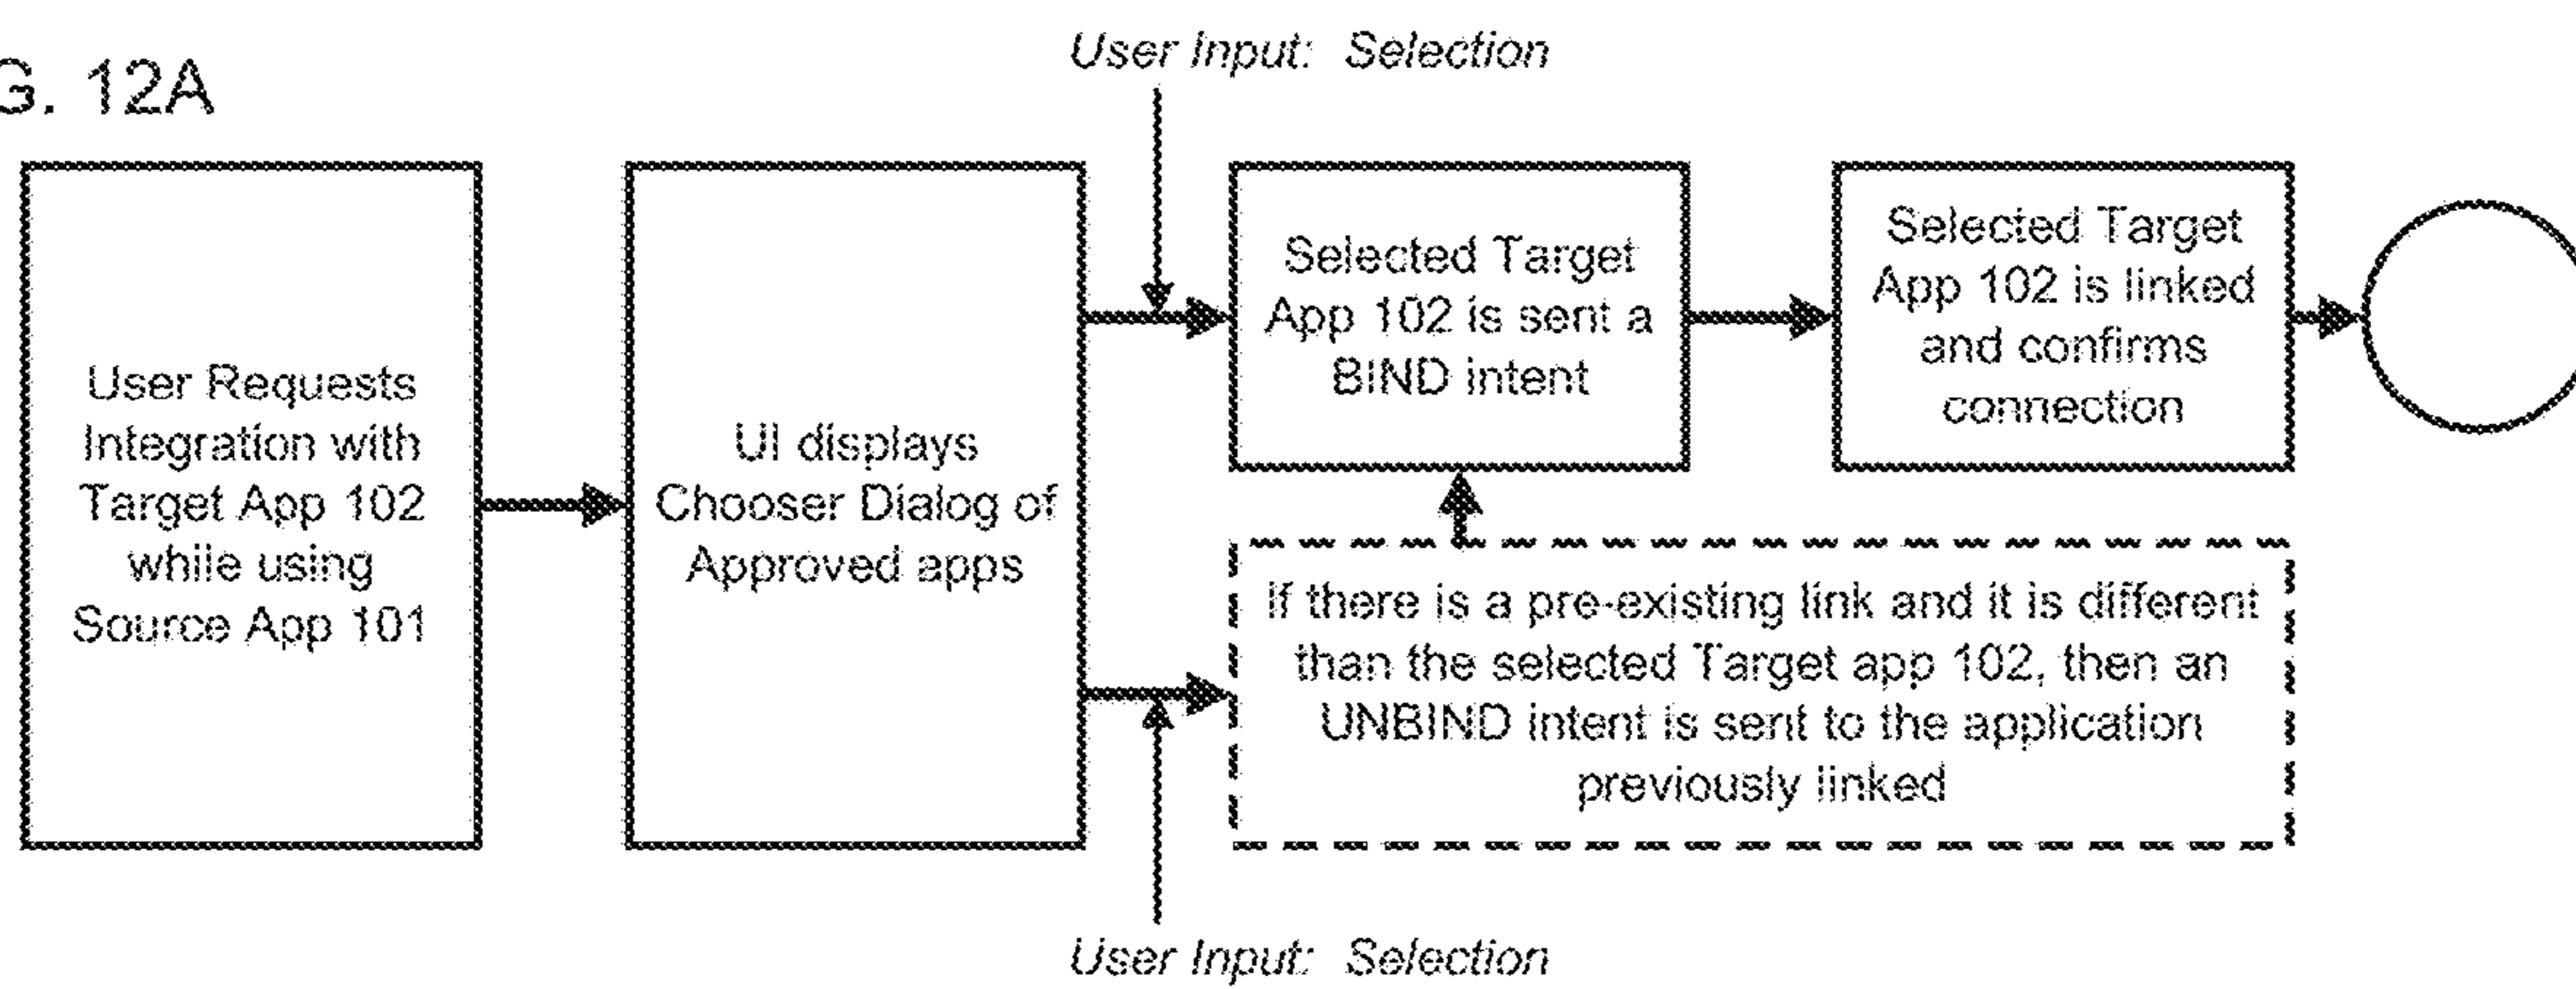 G. 12A
User Input: Selection
User Requests
Integration with
Target App 102
while using
Source App 101
UI displays
Chooser Dialog of
Approved apps
Selected Target
App 102 is sent a
BIND intent
Selected Target
App 102 is linked
and confirms
connection
If there is a pre-existing link and it is different
than the selected Target app 102, then an
UNBIND intent is sent to the application
previously linked
User Input: Selection